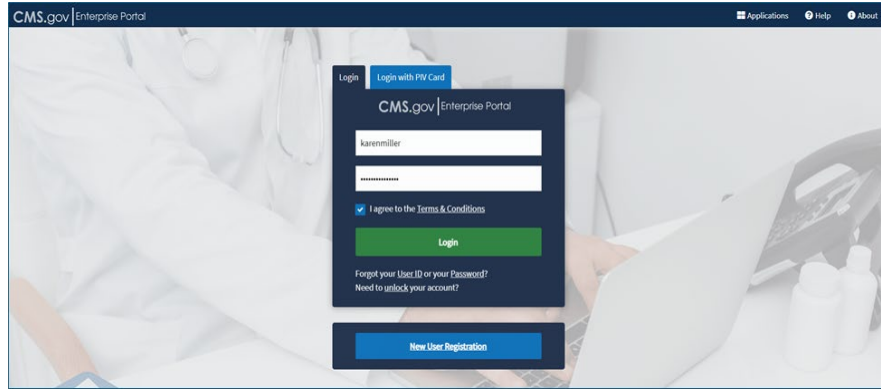 CMS.gov | Enterprise Portal
Applications Help About
Login Login with PIV Card
CMS.gov | Enterprise Portal
karenmiller
•••••••••••••••
I agree to the Terms & Conditions
Login
Forgot your User ID or your Password?
Need to unlock your account?
New User Registration